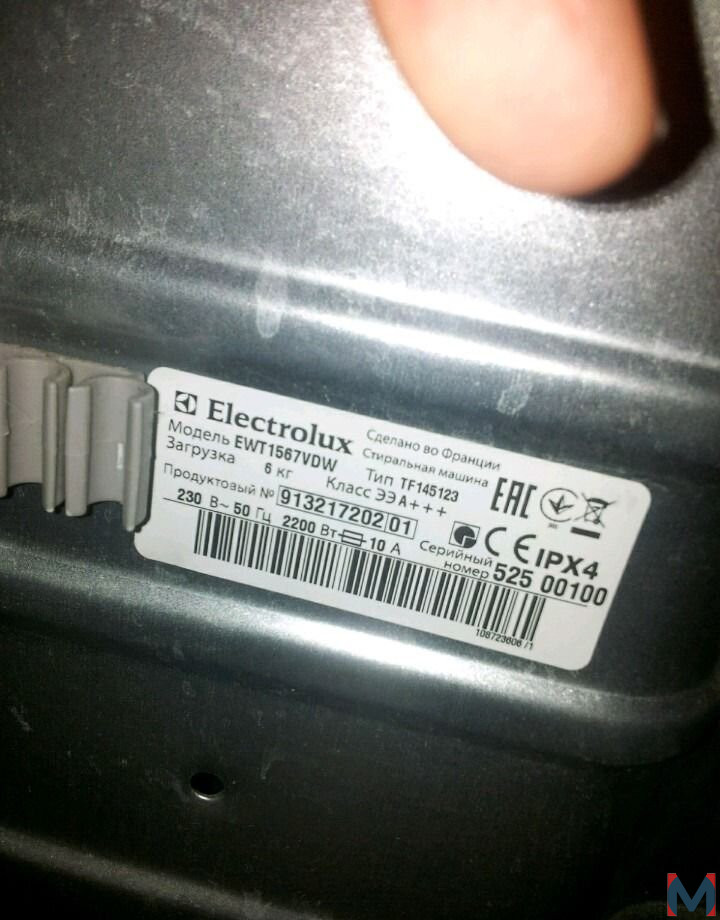 Electrolux
Сделано во Франции
Модель EWT1567VDW
Стиральная машина
Загрузка 6 кг
Тип TF145123
Класс ЭЭ A+++
EAC
Продуктовый № 913217202 01
230 В~ 50 Гц 2200 Вт 10 А
CE IPX4
Серийный номер 525 00100
108723606 /1
M